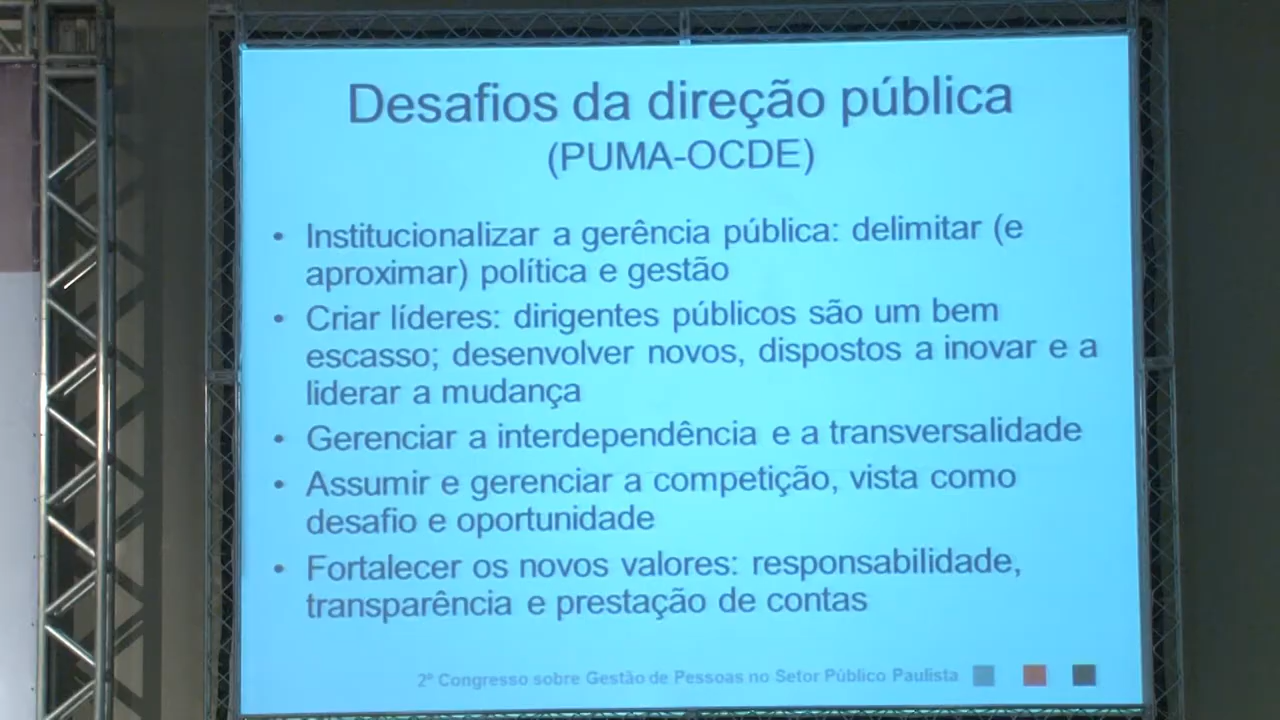 Desafios da direção pública
(PUMA-OCDE)
• Institucionalizar a gerência pública: delimitar (e
aproximar) política e gestão
• Criar líderes: dirigentes públicos são um bem
escasso; desenvolver novos, dispostos a inovar e a
liderar a mudança
• Gerenciar a interdependência e a transversalidade
• Assumir e gerenciar a competição, vista como
desafio e oportunidade
• Fortalecer os novos valores: responsabilidade,
transparência e prestação de contas
2º Congresso sobre Gestão de Pessoas no Setor Público Paulista